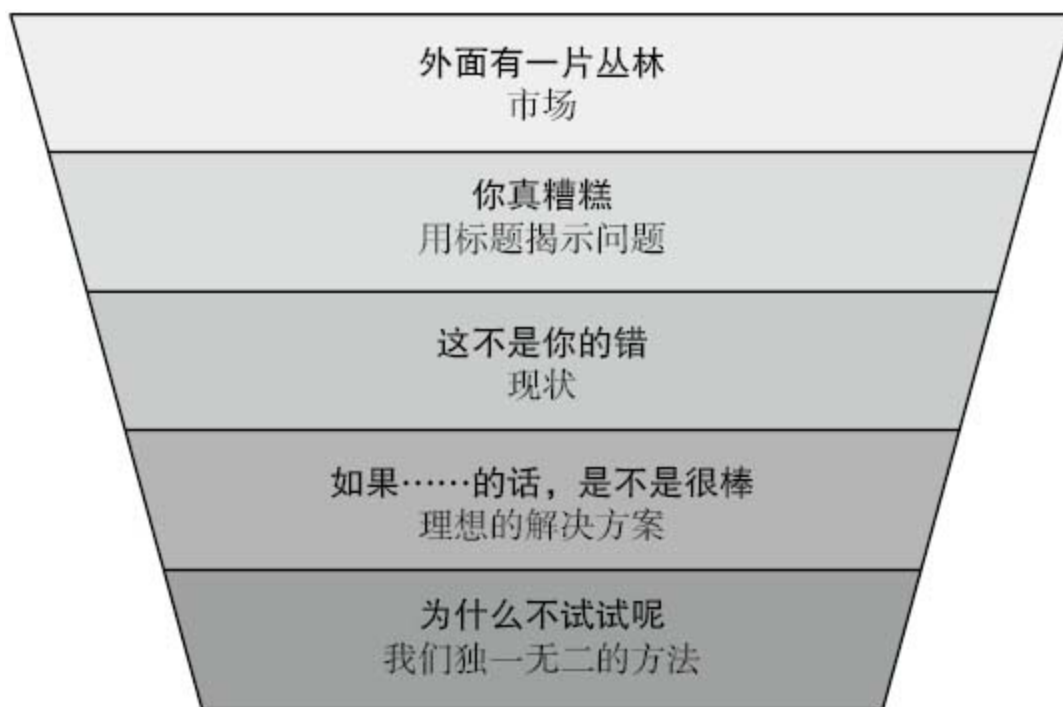 外面有一片丛林
市场
你真糟糕
用标题揭示问题
这不是你的错
现状
如果……的话，是不是很棒
理想的解决方案
为什么不试试呢
我们独一无二的方法